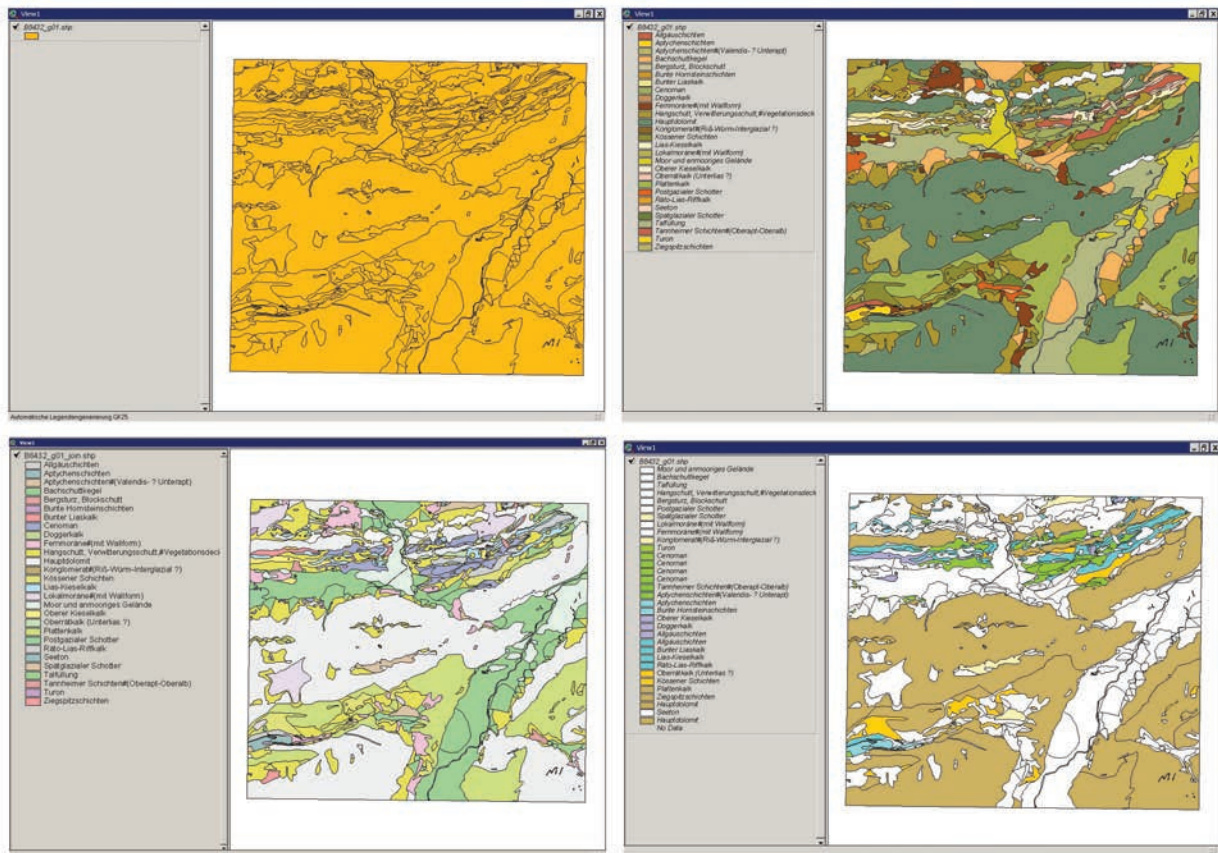 View1
B8432_g01.shp
Automatische Legendengenerierung GK25
View1
B8432_g01.shp
Allgäuschichten
Aptychenschichten
Aptychenschichten#(Valendis- ? Unterapt)
Bachschuttkegel
Bergsturz, Blockschutt
Bunte Hornsteinschichten
Bunter Liaskalk
Cenoman
Doggerkalk
Fernmoräne#(mit Wallform)
Hangschutt, Verwitterungsschutt,#Vegetationsdeck
Hauptdolomit
Konglomerat#(Riß-Würm-Interglazial ?)
Kössener Schichten
Lias-Kieselkalk
Lokalmoräne#(mit Wallform)
Moor und anmooriges Gelände
Oberer Kieselkalk
Oberrätkalk (Unterlias ?)
Plattenkalk
Postgazialer Schotter
Räto-Lias-Riffkalk
Seeton
Spätglazialer Schotter
Talfüllung
Tannheimer Schichten#(Oberapt-Oberalb)
Turon
Ziegspitzschichten
View1
B8432_g01_join.shp
Allgäuschichten
Aptychenschichten
Aptychenschichten#(Valendis- ? Unterapt)
Bachschuttkegel
Bergsturz, Blockschutt
Bunte Hornsteinschichten
Bunter Liaskalk
Cenoman
Doggerkalk
Fernmoräne#(mit Wallform)
Hangschutt, Verwitterungsschutt,#Vegetationsdeck
Hauptdolomit
Konglomerat#(Riß-Würm-Interglazial ?)
Kössener Schichten
Lias-Kieselkalk
Lokalmoräne#(mit Wallform)
Moor und anmooriges Gelände
Oberer Kieselkalk
Oberrätkalk (Unterlias ?)
Plattenkalk
Postgazialer Schotter
Räto-Lias-Riffkalk
Seeton
Spätglazialer Schotter
Talfüllung
Tannheimer Schichten#(Oberapt-Oberalb)
Turon
Ziegspitzschichten
View1
B8432_g01.shp
Moor und anmooriges Gelände
Bachschuttkegel
Talfüllung
Hangschutt, Verwitterungsschutt,#Vegetationsdeck
Bergsturz, Blockschutt
Postgazialer Schotter
Spätglazialer Schotter
Lokalmoräne#(mit Wallform)
Fernmoräne#(mit Wallform)
Konglomerat#(Riß-Würm-Interglazial ?)
Turon
Cenoman
Cenoman
Cenoman
Tannheimer Schichten#(Oberapt-Oberalb)
Aptychenschichten#(Valendis- ? Unterapt)
Aptychenschichten
Bunte Hornsteinschichten
Oberer Kieselkalk
Doggerkalk
Allgäuschichten
Allgäuschichten
Bunter Liaskalk
Lias-Kieselkalk
Räto-Lias-Riffkalk
Oberrätkalk (Unterlias ?)
Kössener Schichten
Plattenkalk
Ziegspitzschichten
Hauptdolomit
Seeton
Hauptdolomit
No Data